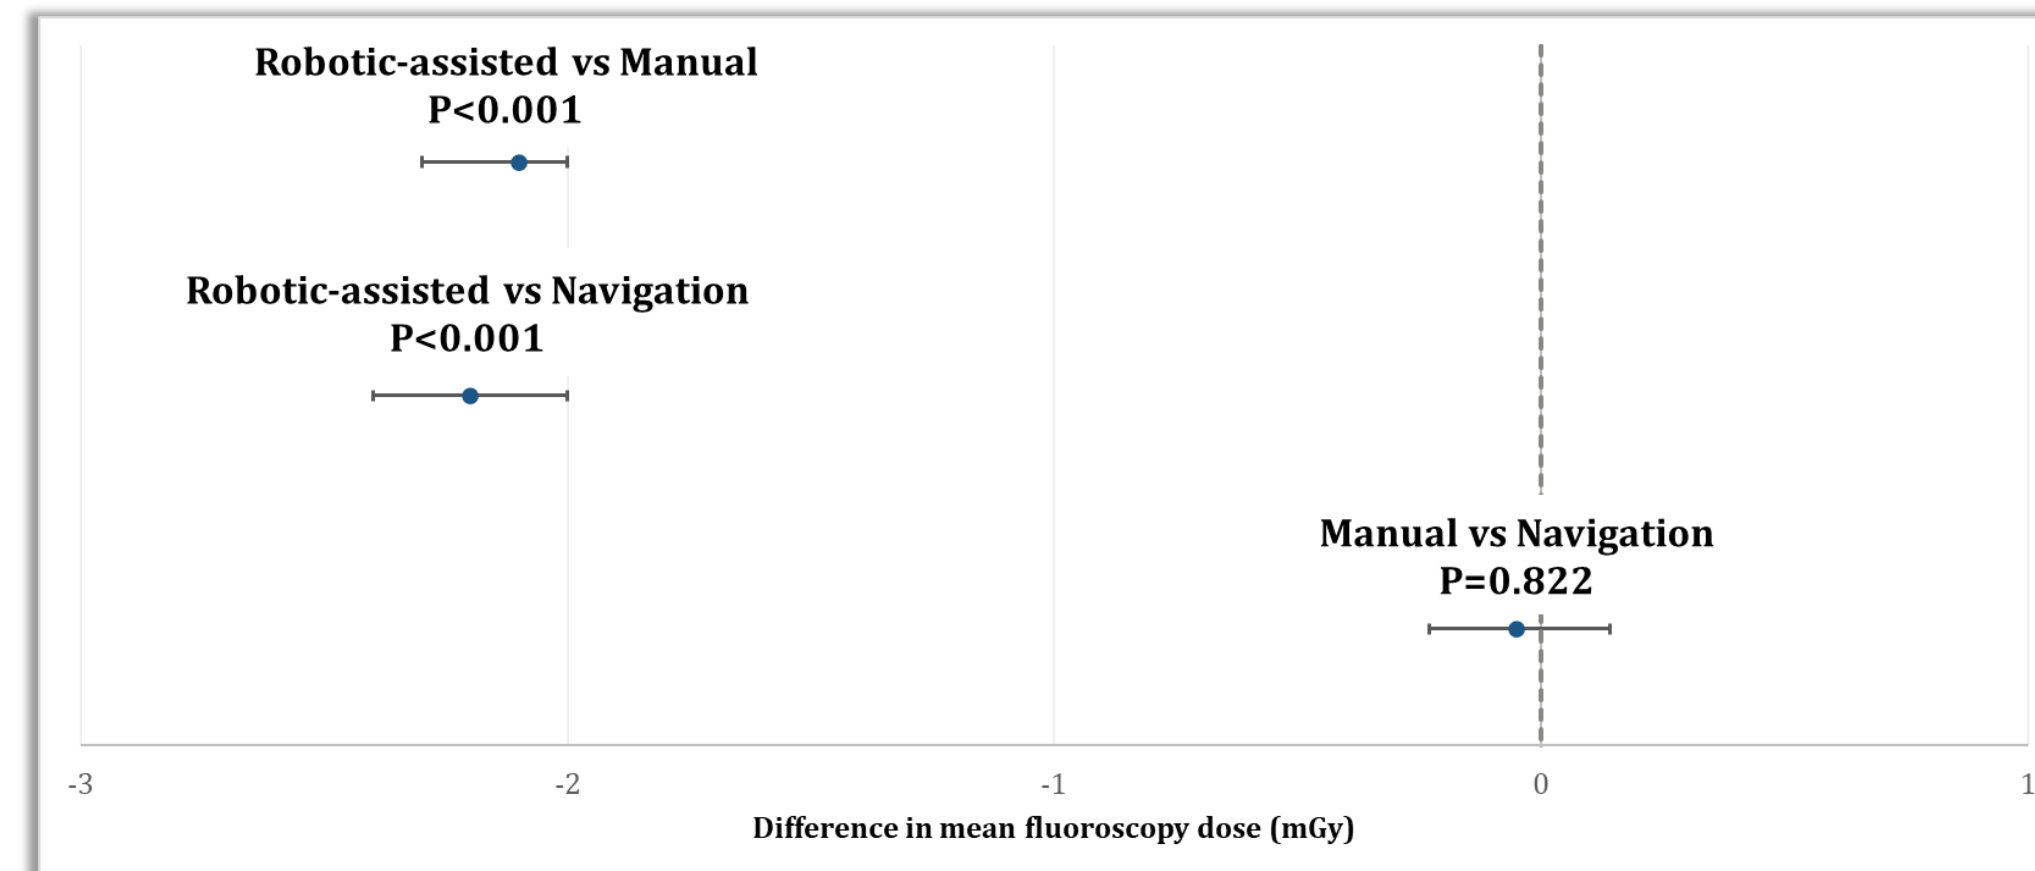 Robotic-assisted vs Manual
P<0.001
Robotic-assisted vs Navigation
P<0.001
Manual vs Navigation
P=0.822
-3 -2 -1 0 1
Difference in mean fluoroscopy dose (mGy)